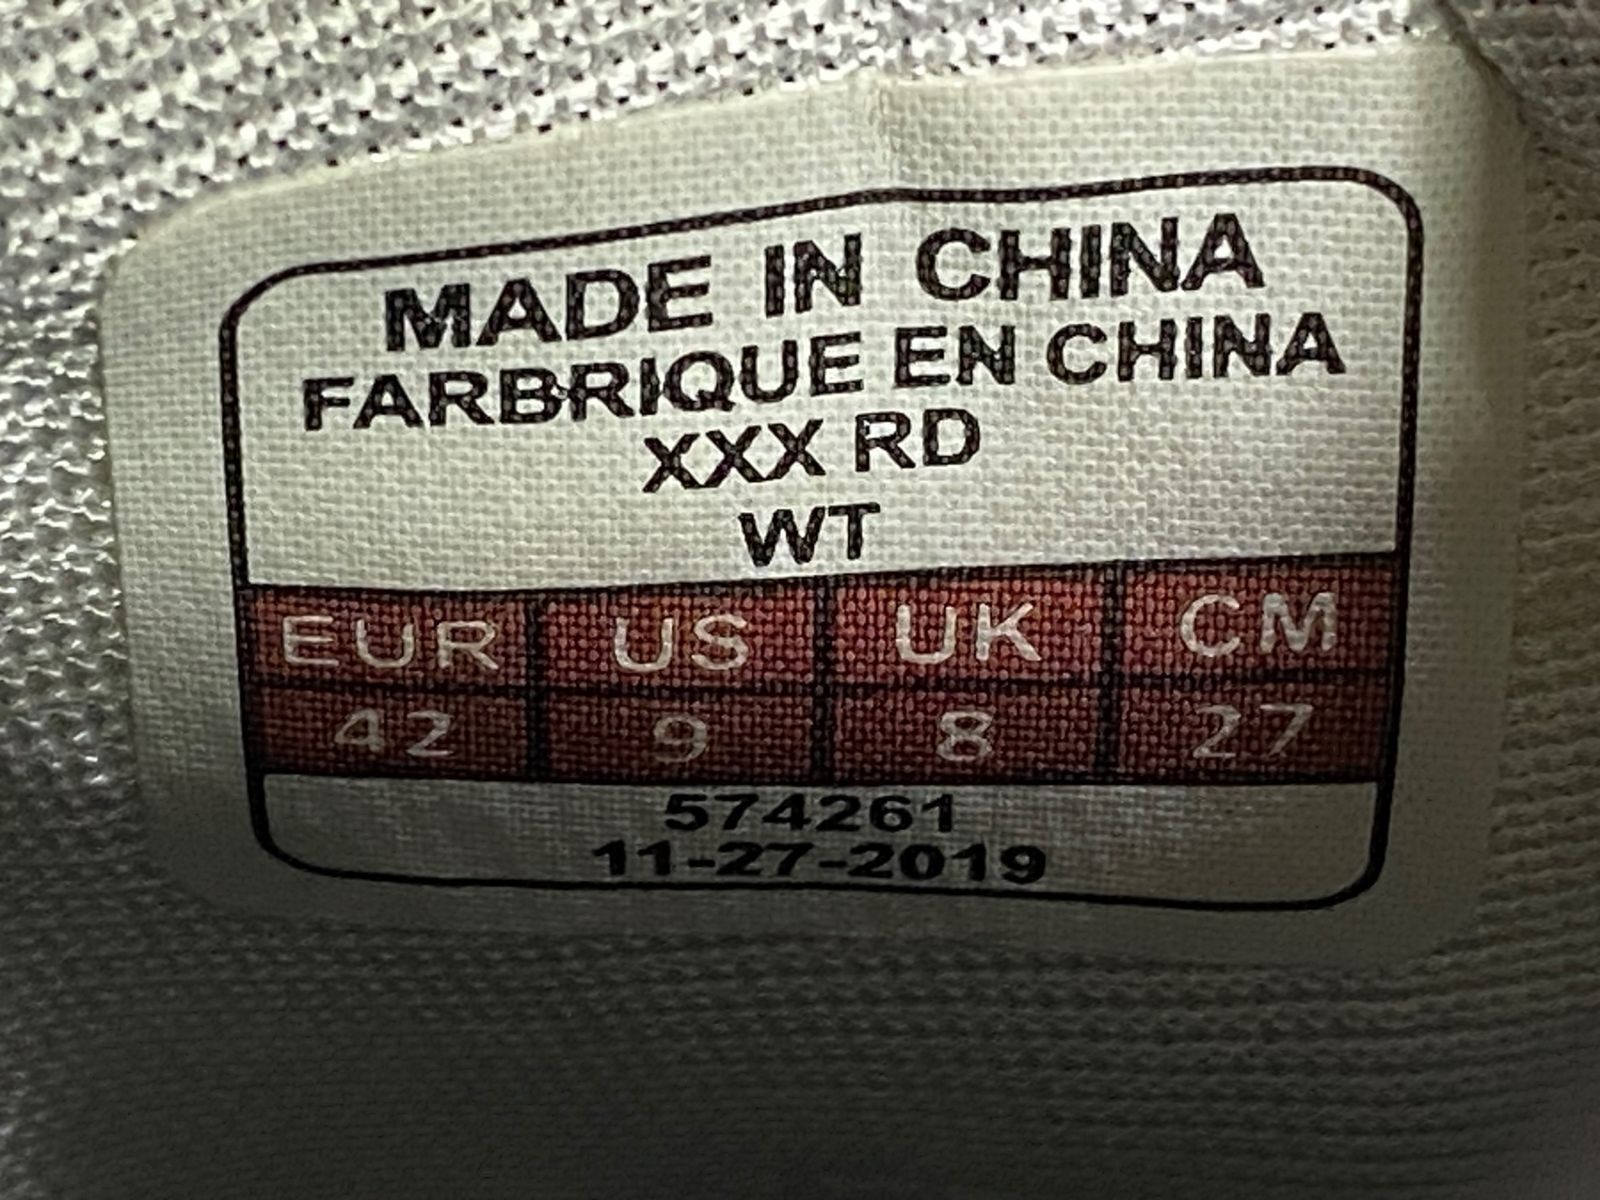 MADE IN CHINA
FARBRIQUE EN CHINA
XXX RD
WT
EUR US UK CM
42 9 8 27
574261
11-27-2019